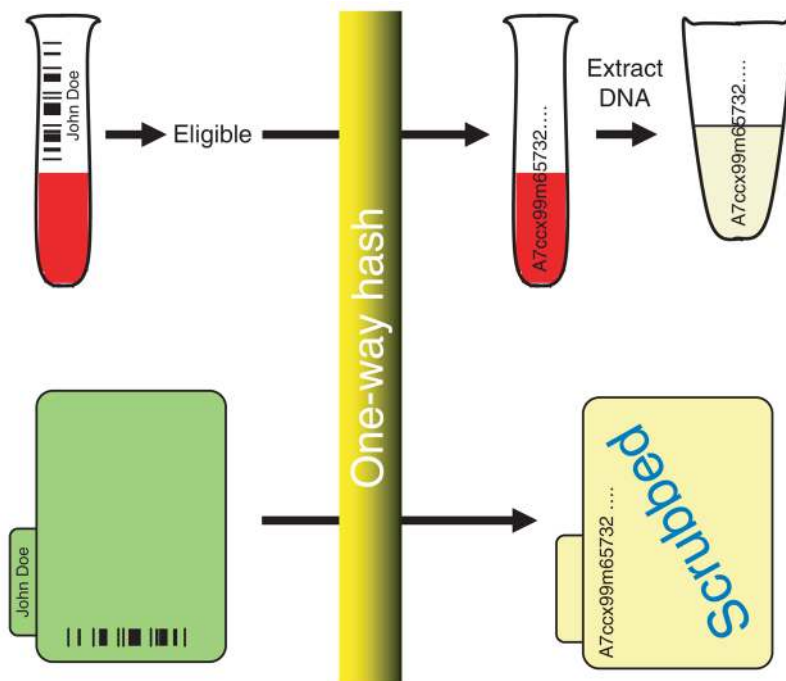 John Doe
Eligible
One-way hash
A7ccx99m65732....
Extract
DNA
A7ccx99m65732....
John Doe
A7ccx99m65732 ....
Scrubbed